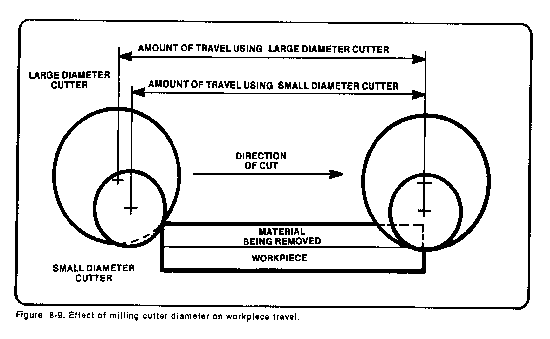 AMOUNT OF TRAVEL USING LARGE DIAMETER CUTTER
LARGE DIAMETER
CUTTER
AMOUNT OF TRAVEL USING SMALL DIAMETER CUTTER
DIRECTION
OF CUT
MATERIAL
BEING REMOVED
WORKPIECE
SMALL DIAMETER
CUTTER
Figure 8-9. Effect of milling cutter diameter on workpiece travel.